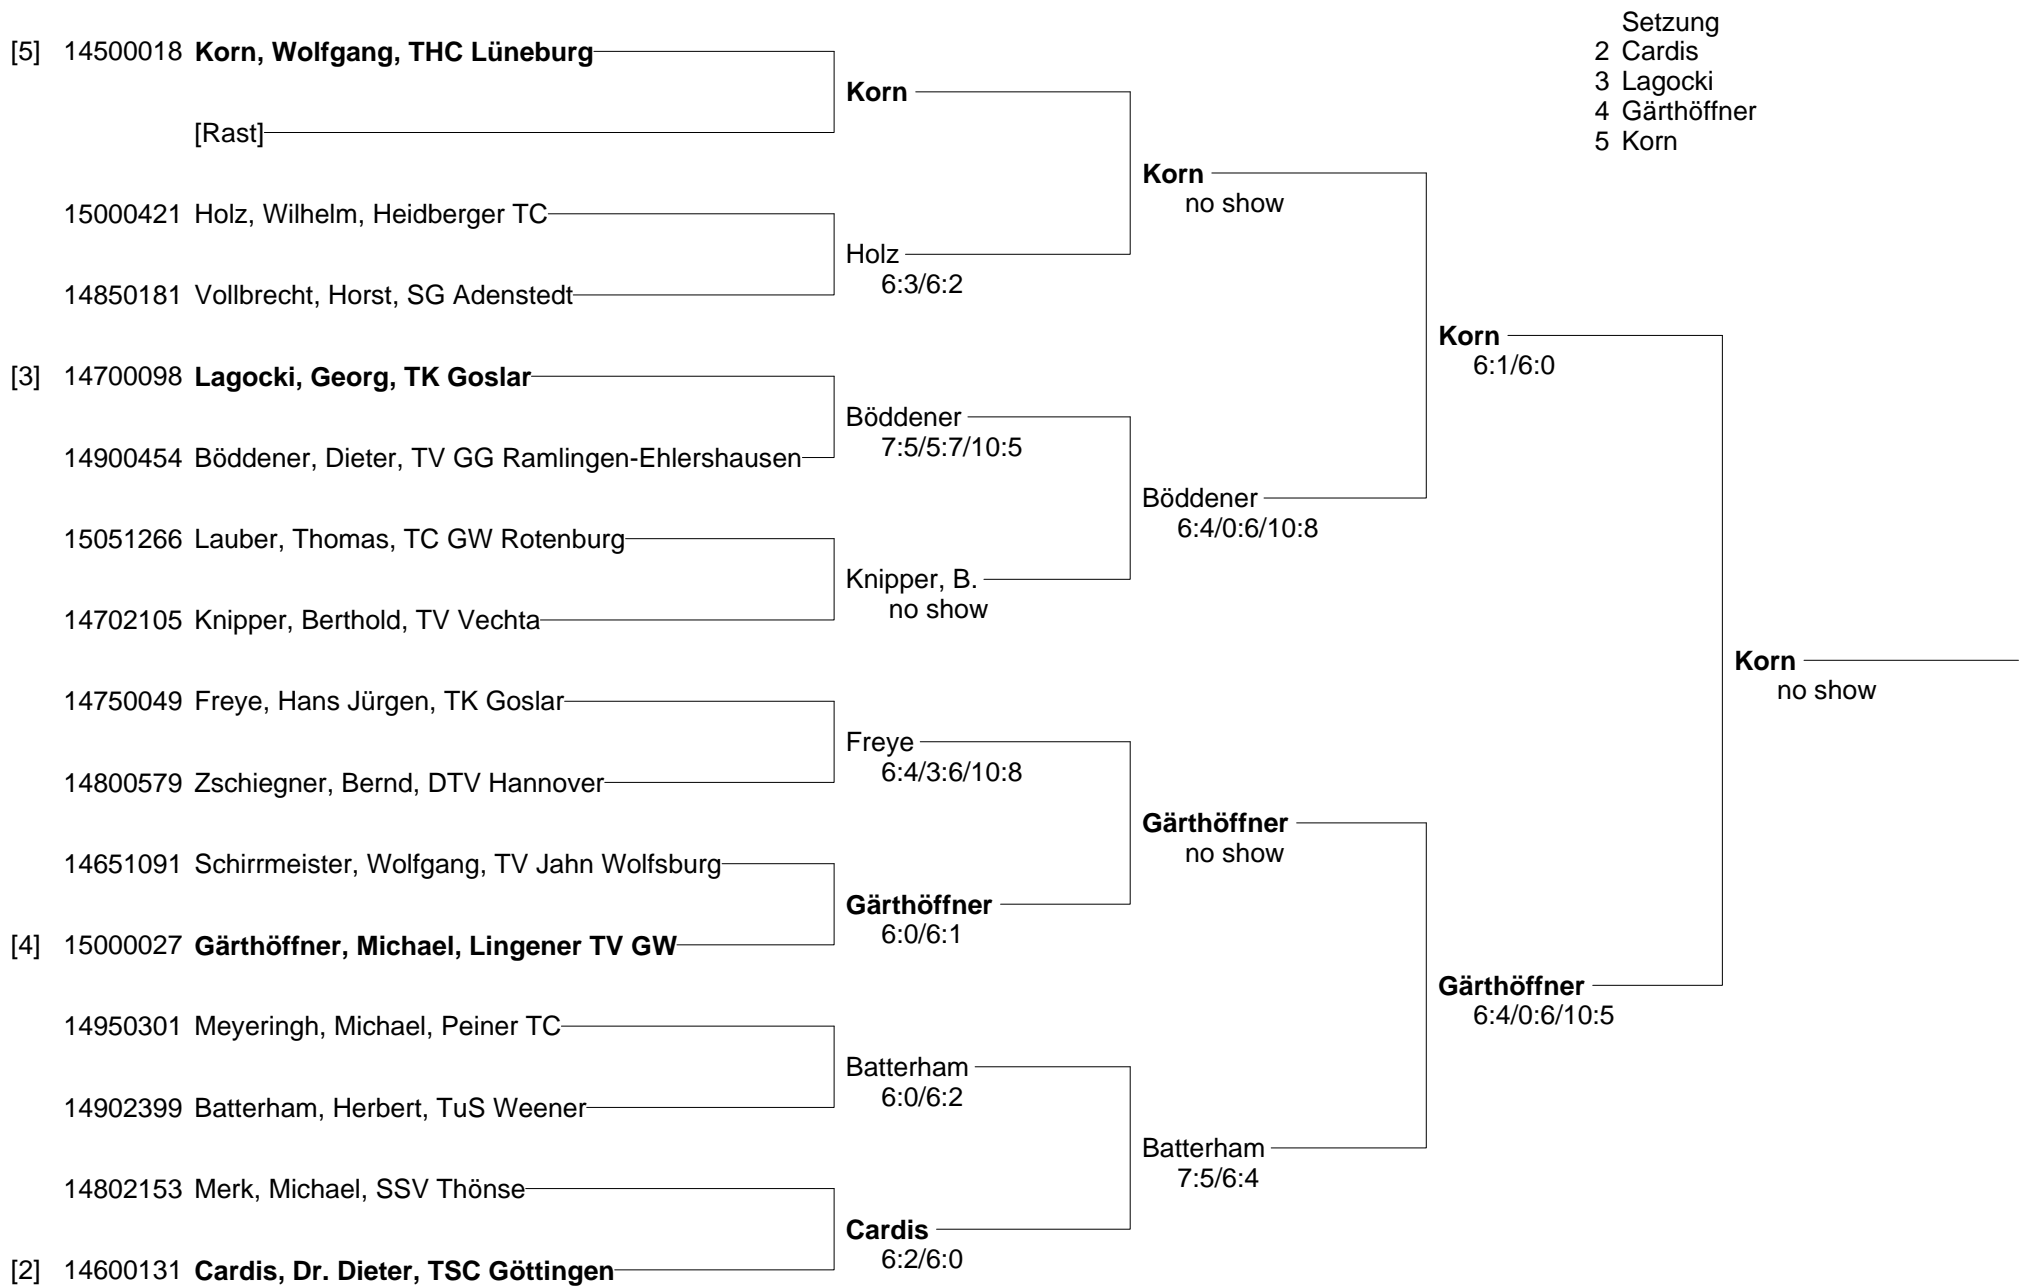 Setzung
2 Cardis
3 Lagocki
4 Gärthöffner
5 Korn
[5] 14500018 Korn, Wolfgang, THC Lüneburg
Korn
[Rast]
Korn
no show
15000421 Holz, Wilhelm, Heidberger TC
Holz
6:3/6:2
14850181 Vollbrecht, Horst, SG Adenstedt
Korn
6:1/6:0
[3] 14700098 Lagocki, Georg, TK Goslar
Böddener
7:5/5:7/10:5
14900454 Böddener, Dieter, TV GG Ramlingen-Ehlershausen
Böddener
6:4/0:6/10:8
15051266 Lauber, Thomas, TC GW Rotenburg
Knipper, B.
no show
14702105 Knipper, Berthold, TV Vechta
Korn
no show
14750049 Freye, Hans Jürgen, TK Goslar
Freye
6:4/3:6/10:8
14800579 Zschiegner, Bernd, DTV Hannover
Gärthöffner
no show
14651091 Schirrmeister, Wolfgang, TV Jahn Wolfsburg
Gärthöffner
6:0/6:1
[4] 15000027 Gärthöffner, Michael, Lingener TV GW
Gärthöffner
6:4/0:6/10:5
14950301 Meyeringh, Michael, Peiner TC
Batterham
6:0/6:2
14902399 Batterham, Herbert, TuS Weener
Batterham
7:5/6:4
14802153 Merk, Michael, SSV Thönse
Cardis
6:2/6:0
[2] 14600131 Cardis, Dr. Dieter, TSC Göttingen